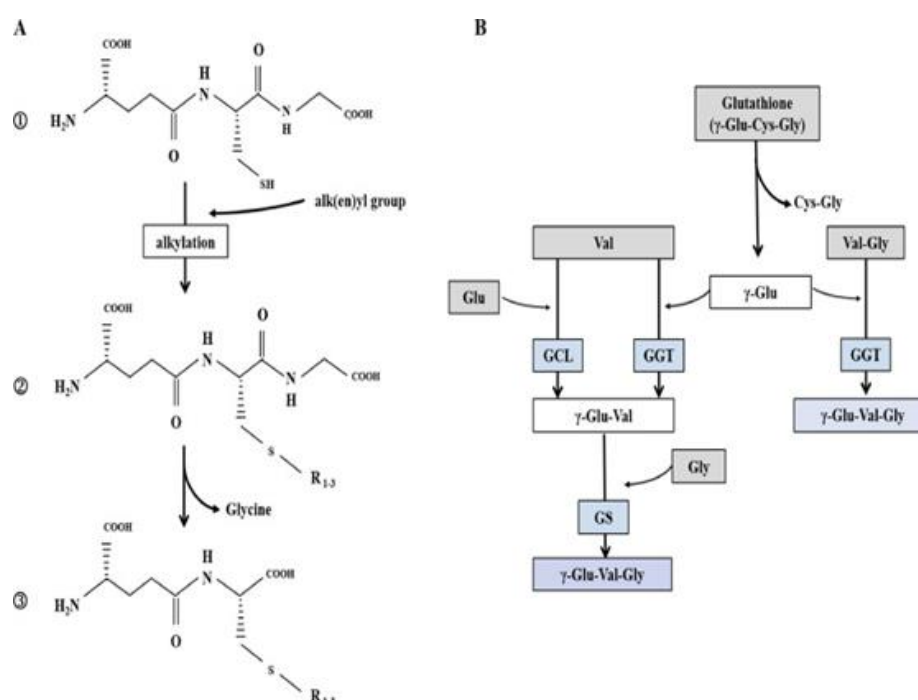 A
COOH
O
H
N
①
H₂N
N
H
COOH
O
SH
alk(en)yl group
alkylation
COOH
O
H
N
②
H₂N
N
H
COOH
O
S
R₁₋₃
Glycine
COOH
H
N
COOH
③
H₂N
O
S
R₁₋₃
B
Glutathione
(γ-Glu-Cys-Gly)
Cys-Gly
Val
Val-Gly
Glu
γ-Glu
GCL
GGT
GGT
γ-Glu-Val
γ-Glu-Val-Gly
Gly
GS
γ-Glu-Val-Gly